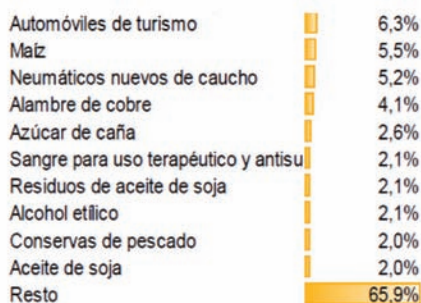 Automóviles de turismo 6,3%
Maíz 5,5%
Neumáticos nuevos de caucho 5,2%
Alambre de cobre 4,1%
Azúcar de caña 2,6%
Sangre para uso terapéutico y antisu 2,1%
Residuos de aceite de soja 2,1%
Alcohol etílico 2,1%
Conservas de pescado 2,0%
Aceite de soja 2,0%
Resto 65,9%